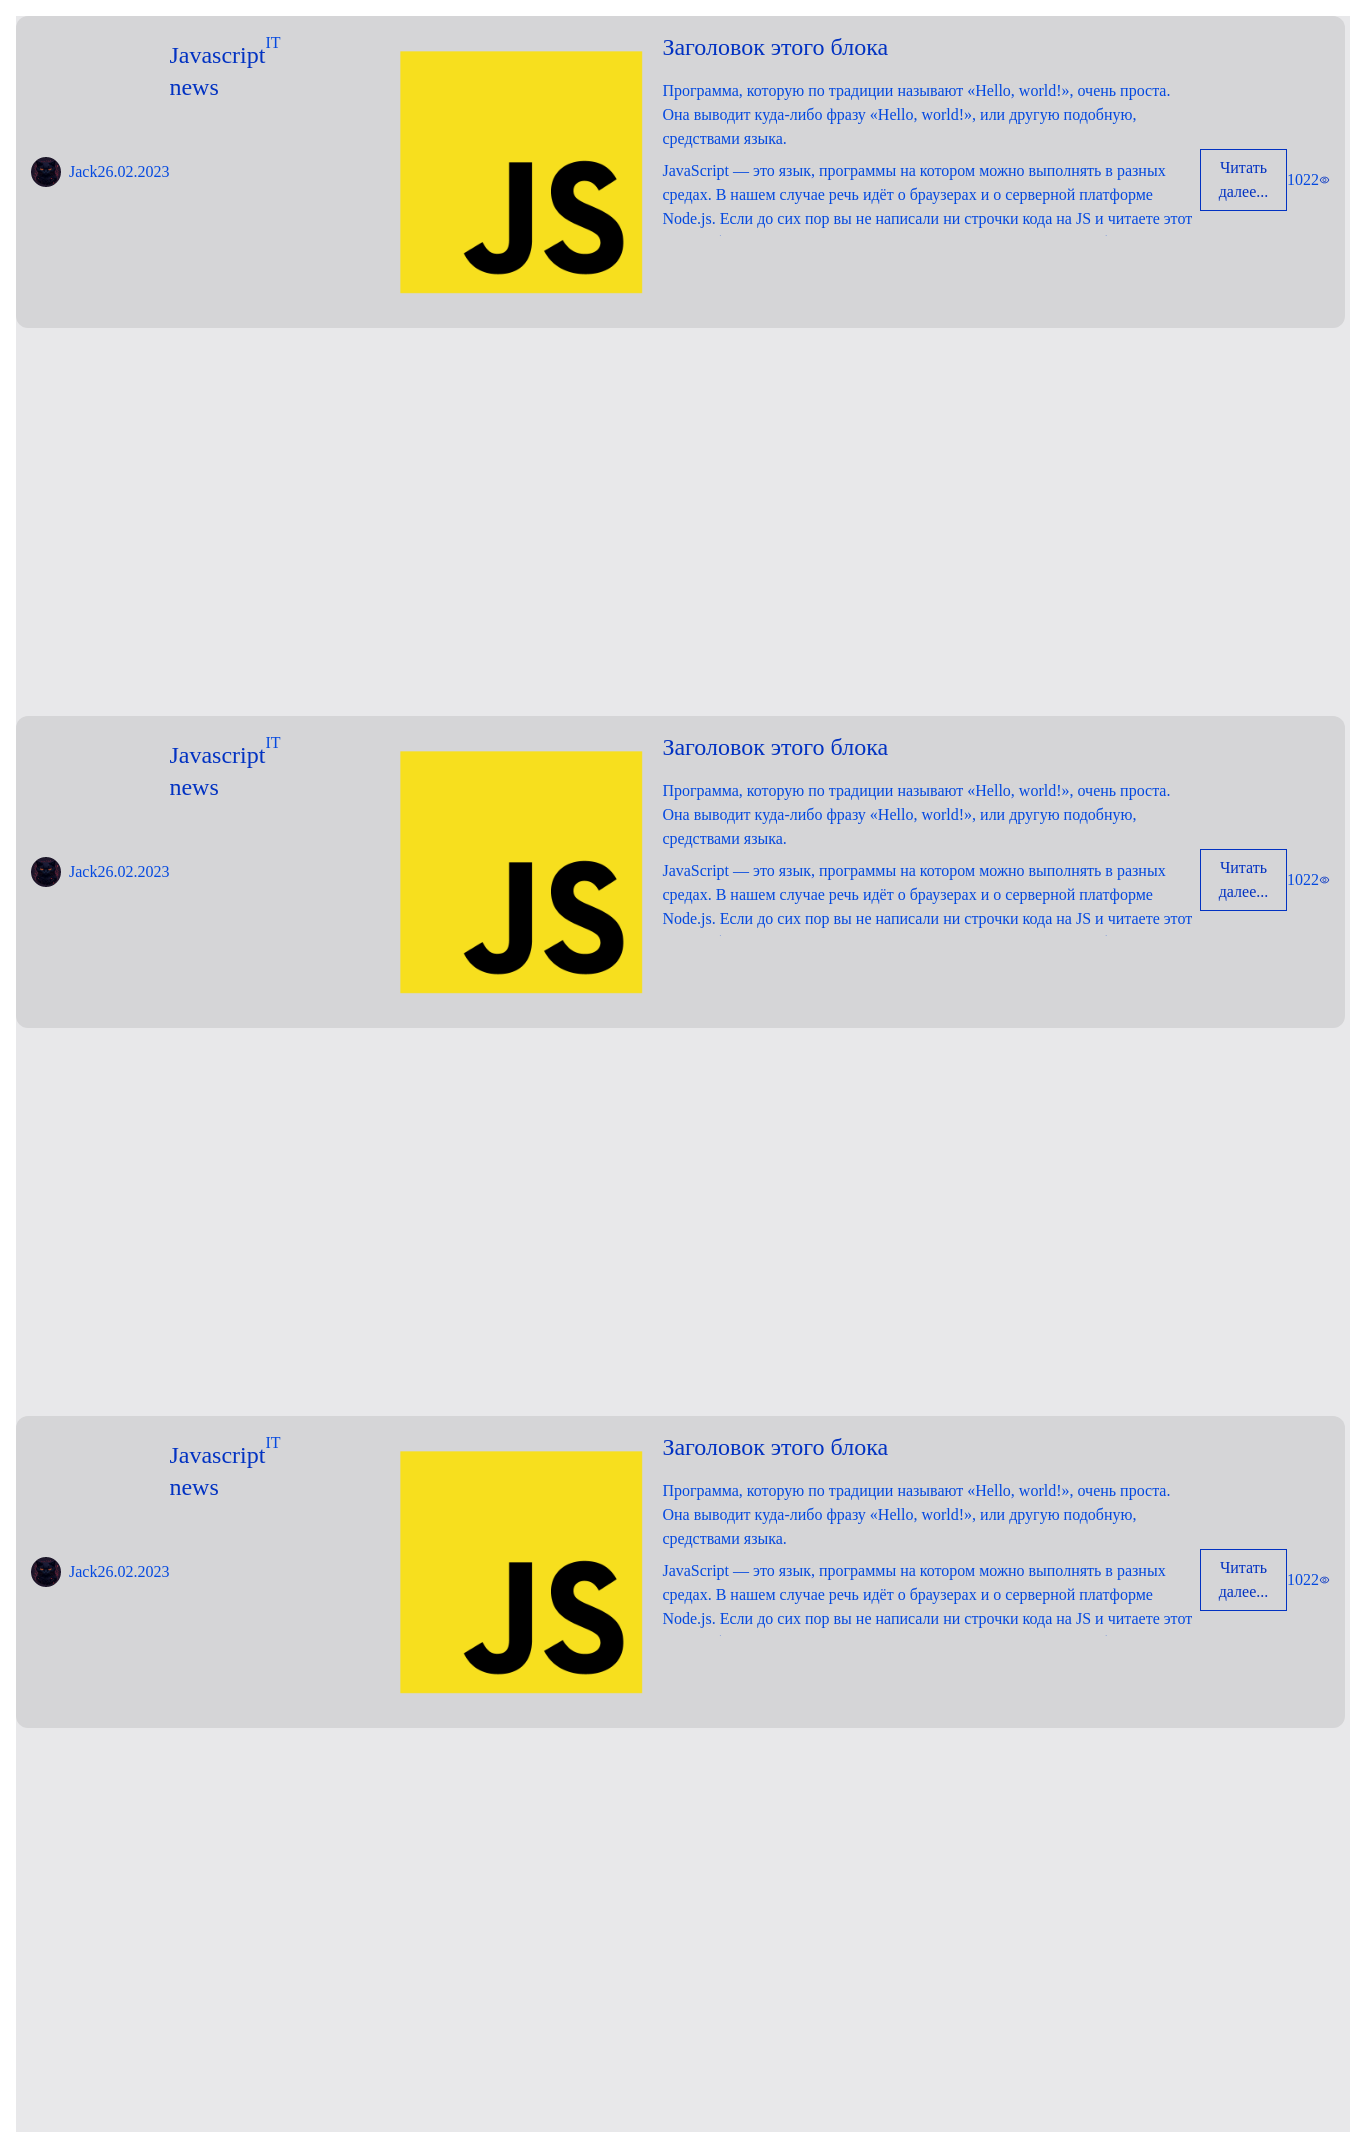 Jack26.02.2023
Javascript
IT
news
JS
Заголовок этого блока
Программа, которую по традиции называют «Hello, world!», очень проста.
Она выводит куда-либо фразу «Hello, world!», или другую подобную,
средствами языка.
JavaScript — это язык, программы на котором можно выполнять в разных
средах. В нашем случае речь идёт о браузерах и о серверной платформе
Node.js. Если до сих пор вы не написали ни строчки кода на JS и читаете этот
Читать
далее...
1022
Jack26.02.2023
Javascript
IT
news
JS
Заголовок этого блока
Программа, которую по традиции называют «Hello, world!», очень проста.
Она выводит куда-либо фразу «Hello, world!», или другую подобную,
средствами языка.
JavaScript — это язык, программы на котором можно выполнять в разных
средах. В нашем случае речь идёт о браузерах и о серверной платформе
Node.js. Если до сих пор вы не написали ни строчки кода на JS и читаете этот
Читать
далее...
1022
Jack26.02.2023
Javascript
IT
news
JS
Заголовок этого блока
Программа, которую по традиции называют «Hello, world!», очень проста.
Она выводит куда-либо фразу «Hello, world!», или другую подобную,
средствами языка.
JavaScript — это язык, программы на котором можно выполнять в разных
средах. В нашем случае речь идёт о браузерах и о серверной платформе
Node.js. Если до сих пор вы не написали ни строчки кода на JS и читаете этот
Читать
далее...
1022